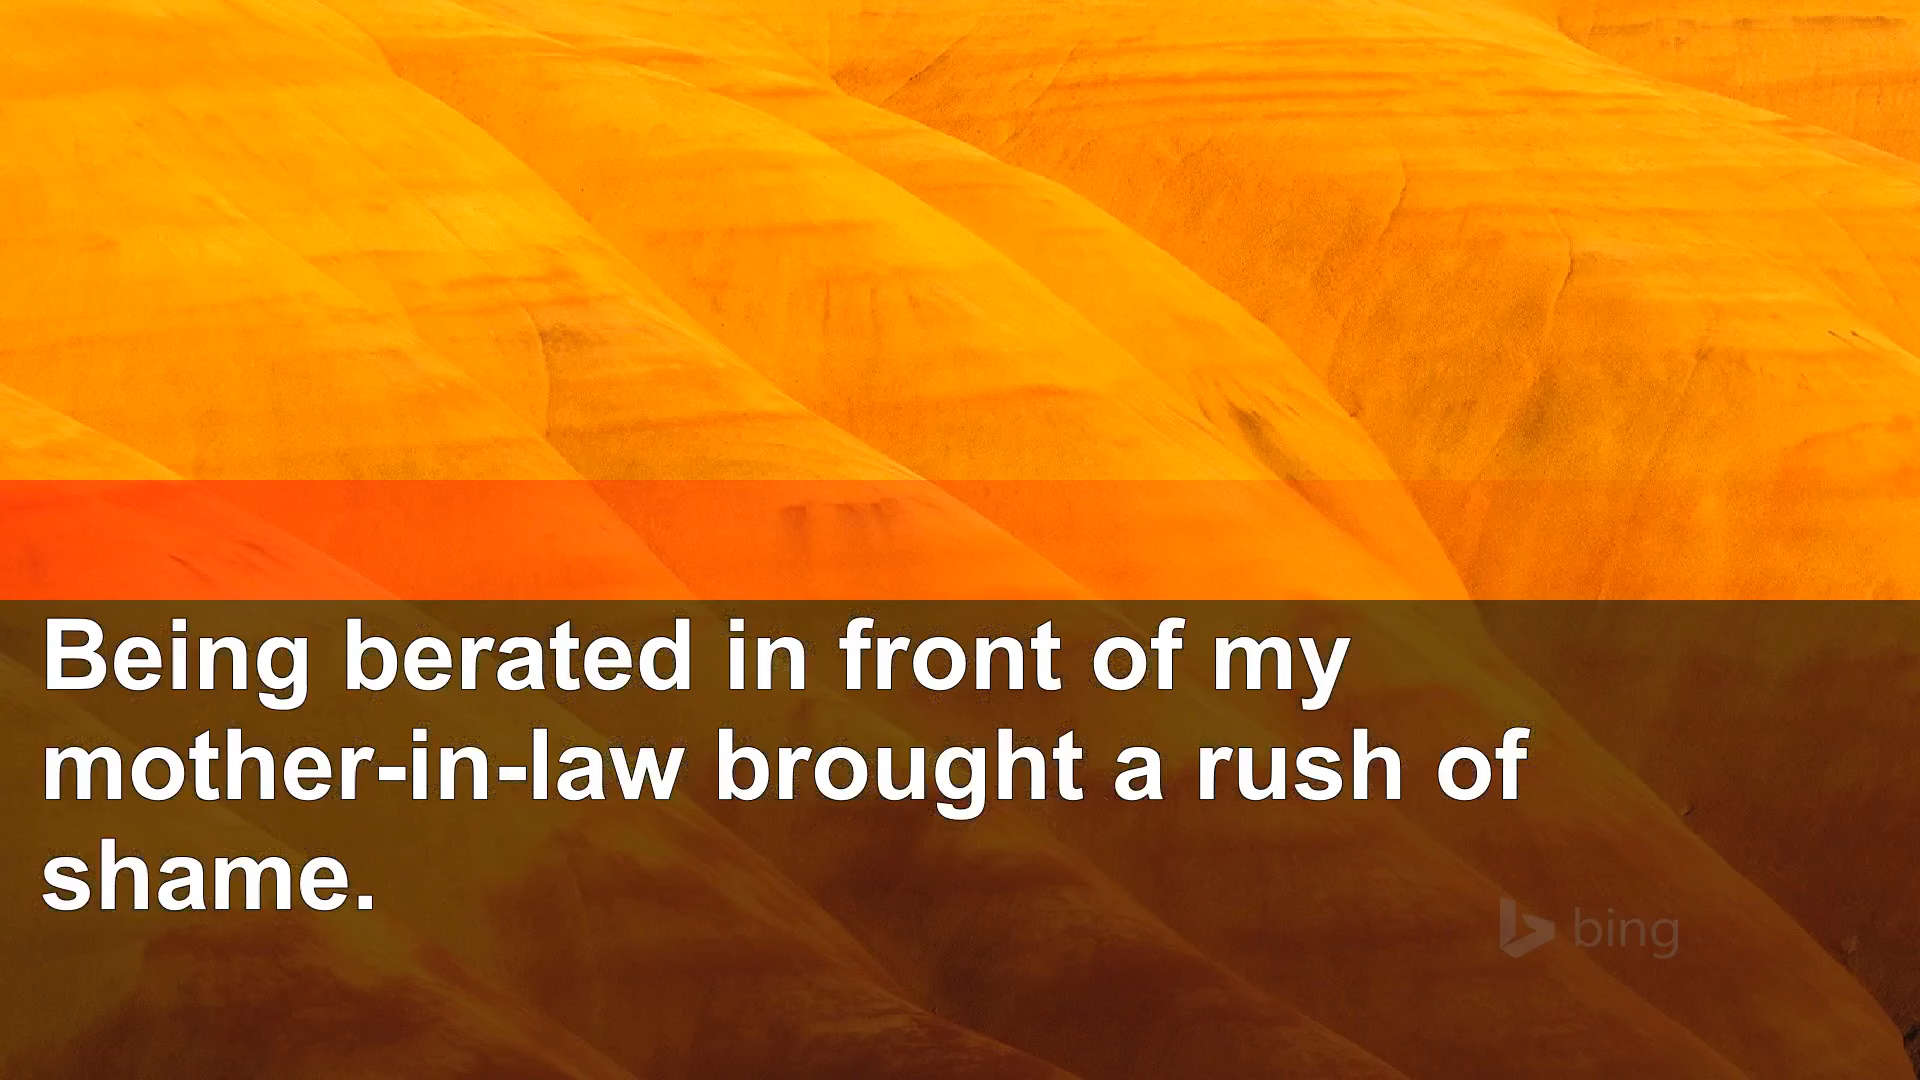 Being berated in front of my
mother-in-law brought a rush of
shame.
bing